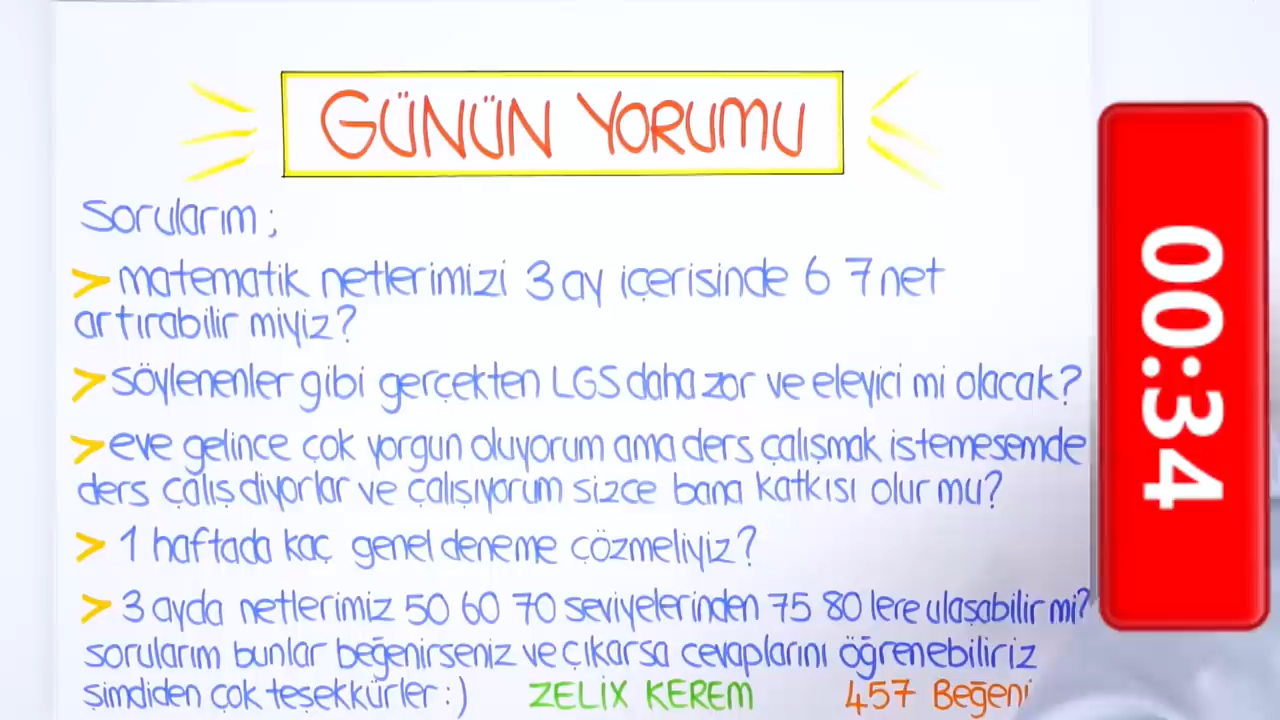 GÜNÜN YORUMU
Sorularım ;
> matematik netlerimizi 3 ay içerisinde 6 7 net
artırabilir miyiz?
> söylenenler gibi gerçekten LGS daha zor ve eleyici mi olacak?
> eve gelince çok yorgun oluyorum ama ders çalışmak istemesemde
ders çalış diyorlar ve çalışıyorum sizce bana katkısı olur mu?
> 1 haftada kaç genel deneme çözmeliyiz?
> 3 ayda netlerimiz 50 60 70 seviyelerinden 75 80 lere ulaşabilir mi?
sorularım bunlar beğenirseniz ve çıkarsa cevaplarını öğrenebiliriz
şimdiden çok teşekkürler :) ZELIX KEREM 457 Beğeni
00:34